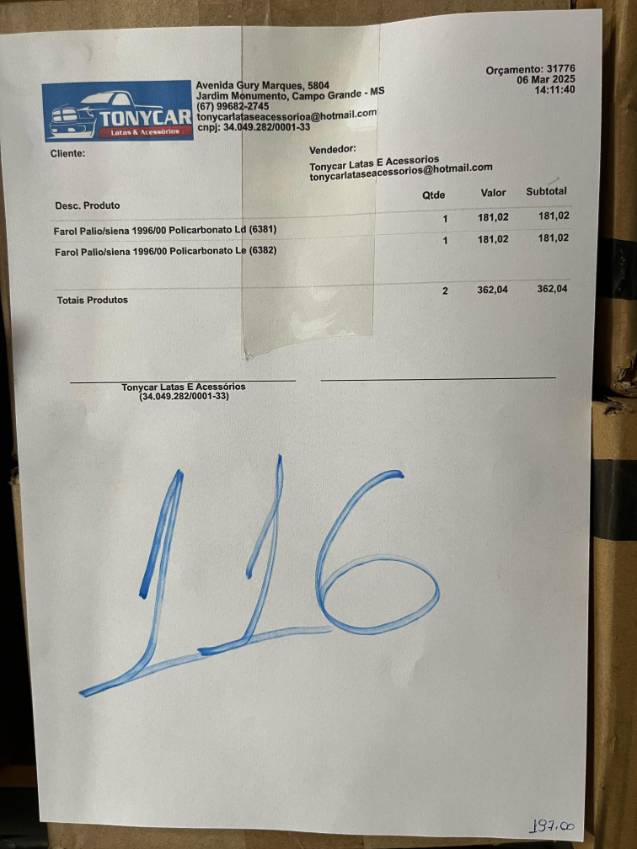 TONYCAR
Latas & Acessórios
Avenida Gury Marques, 5804
Jardim Monumento, Campo Grande - MS
(67) 99682-2745
tonycarlataseacessorioa@hotmail.com
cnpj: 34.049.282/0001-33
Orçamento: 31776
06 Mar 2025
14:11:40
Cliente:
Vendedor:
Tonycar Latas E Acessorios
tonycarlataseacessorios@hotmail.com
Desc. Produto Qtde Valor Subtotal
Farol Palio/siena 1996/00 Policarbonato Ld (6381) 1 181,02 181,02
Farol Palio/siena 1996/00 Policarbonato Le (6382) 1 181,02 181,02
Totais Produtos 2 362,04 362,04
Tonycar Latas E Acessórios
(34.049.282/0001-33)
116
197.00